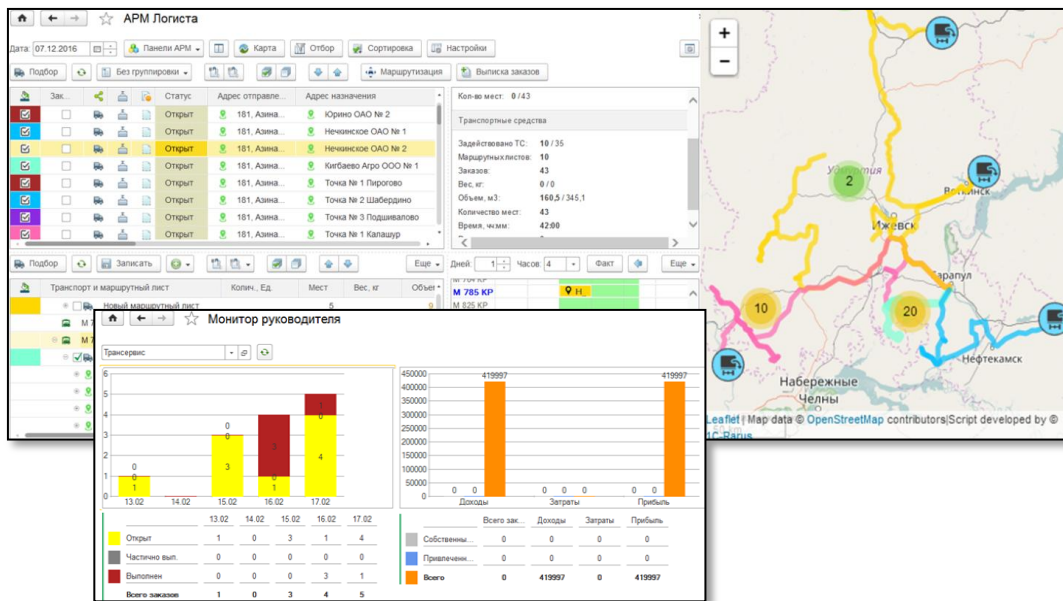 АРМ Логиста
Дата: 07.12.2016 Панели АРМ Карта Отбор Сортировка Настройки
Подбор Без группировки Маршрутизация Выписка заказов
Зак... Статус Адрес отправле... Адрес назначения
Открыт 181, Азина... Юрино ОАО № 2
Открыт 181, Азина... Нечкинское ОАО № 1
Открыт 181, Азина... Нечкинское ОАО № 2
Открыт 181, Азина... Кигбаево Агро ООО № 1
Открыт 181, Азина... Точка № 1 Пирогово
Открыт 181, Азина... Точка № 2 Шабердино
Открыт 181, Азина... Точка № 3 Подшивалово
Открыт 181, Азина... Точка № 1 Калашур
Кол-во мест: 0/43
Транспортные средства
Задействовано ТС: 10 / 35
Маршрутных листов: 10
Заказов: 43
Вес, кг: 0 / 0
Объем, м3: 160,5 / 345,1
Количество мест: 43
Время, чч:мм: 42:00
Подбор Записать Еще
Дней: 1 Часов: 4 Факт Еще
Транспорт и маршрутный лист Колич., Ед. Мест Вес, кг Объем
Новый маршрутный лист 5 9
М 7
М 7
М 785 КР Н_
М 825 КР
+
−
2
10
20
Удмуртия
Воткинск
Ижевск
Сарапул
Нефтекамск
Набережные
Челны
Leaflet | Map data © OpenStreetMap contributors|Script developed by ©
1C-Rarus
Монитор руководителя
Трансервис
6
5
4
3
2
1
0
0
0
1
0
0
3
3
0
1
1
0
4
13.02 14.02 15.02 16.02 17.02
13.02 14.02 15.02 16.02 17.02
Открыт 1 0 3 1 4
Частично вып. 0 0 0 0 0
Выполнен 0 0 0 3 1
Всего заказов 1 0 3 4 5
450000
400000
350000
300000
250000
200000
150000
100000
50000
0
419997 419997
0 0 0 0 0 0 0
Доходы Затраты Прибыль
Всего зак... Доходы Затраты Прибыль
Собственны... 0 0 0 0
Привлеченн... 0 0 0 0
Всего 0 419997 0 419997